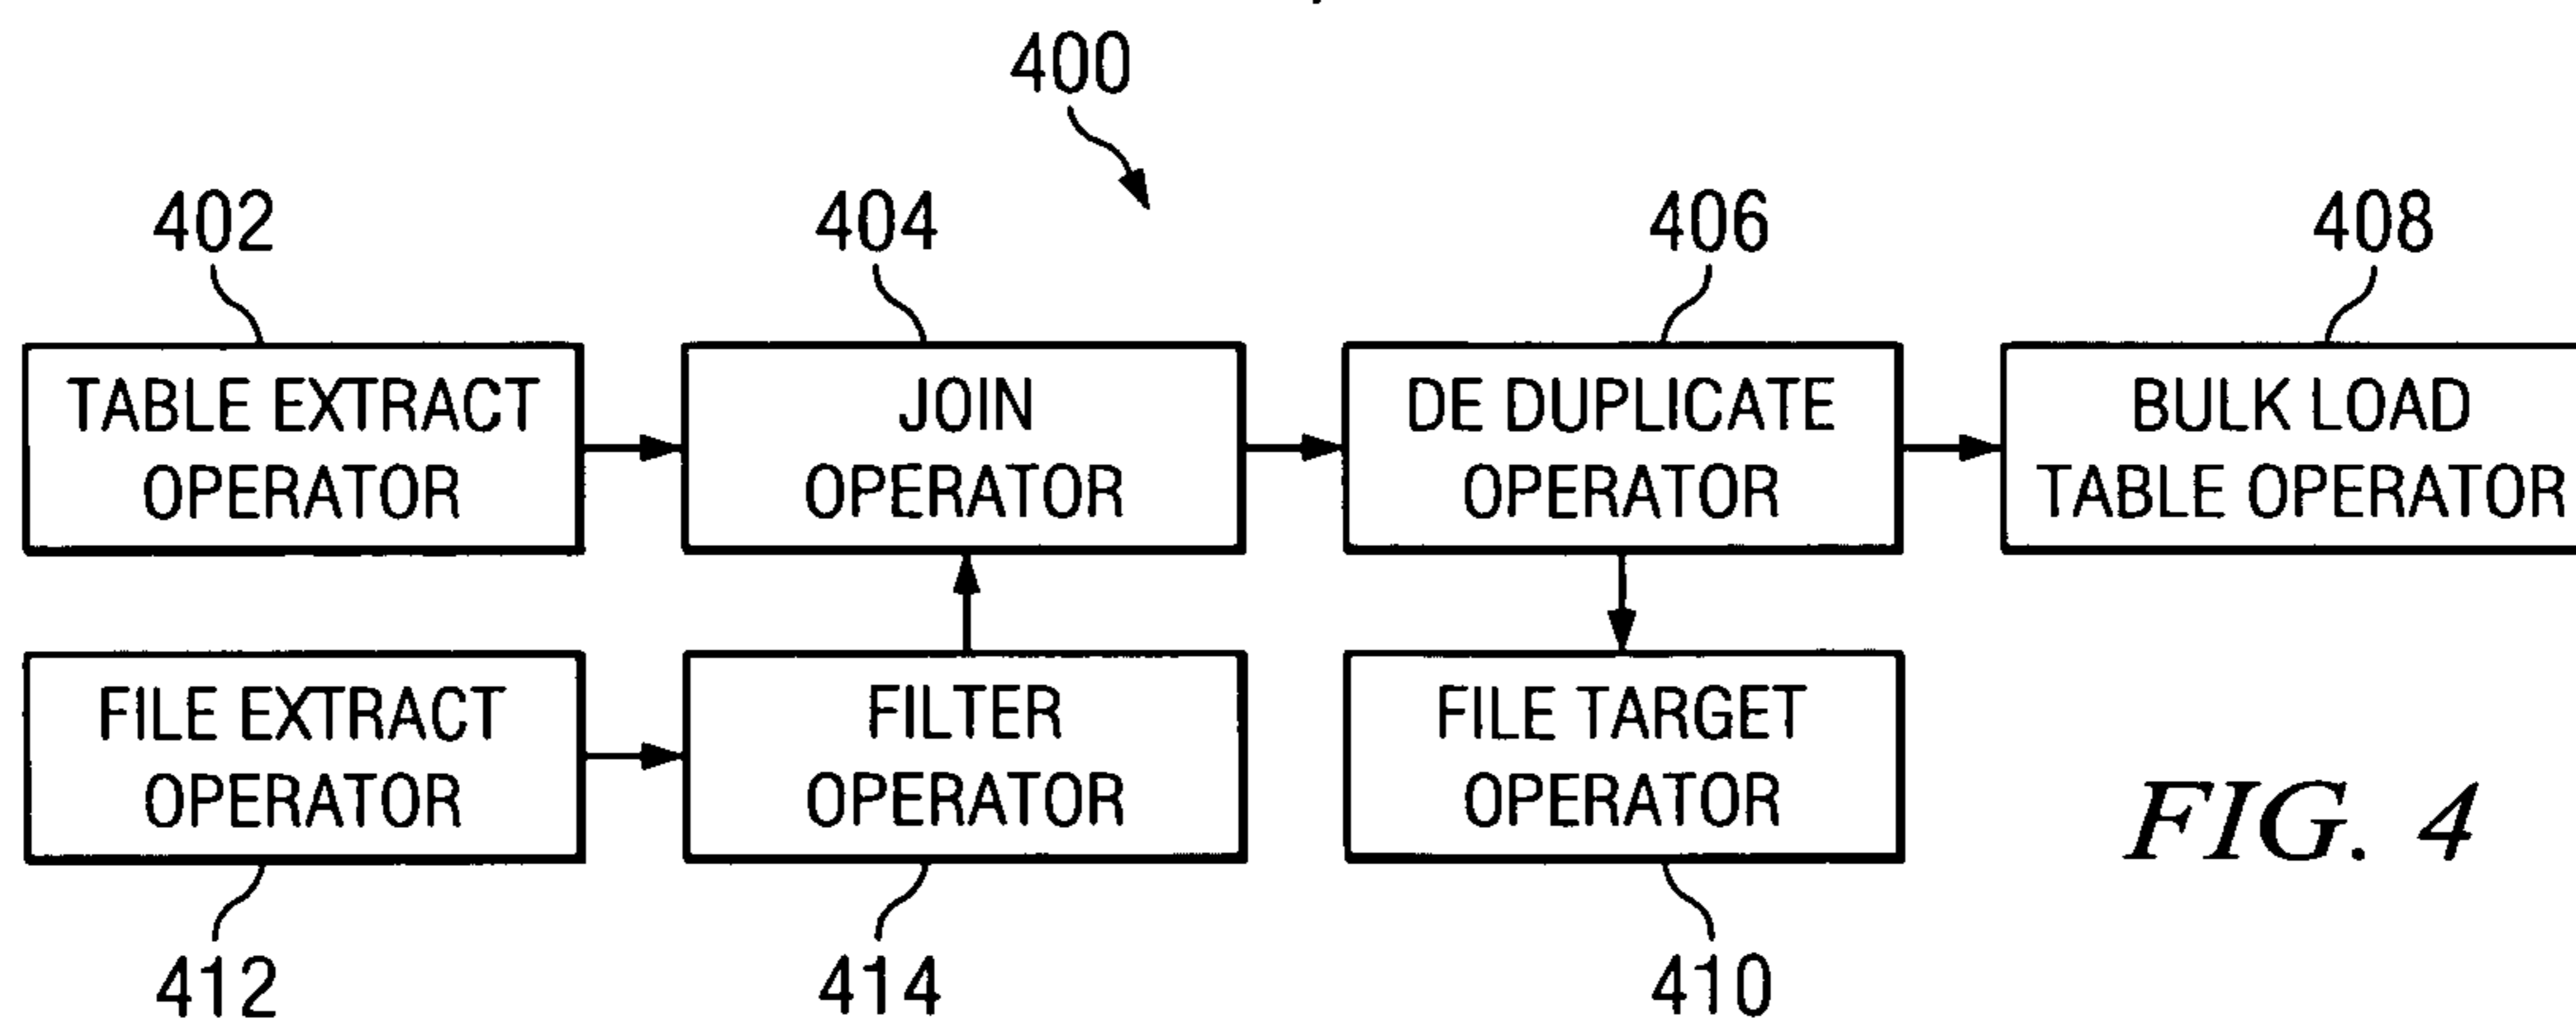 400
402
404
406
408
TABLE EXTRACT
OPERATOR
JOIN
OPERATOR
DE DUPLICATE
OPERATOR
BULK LOAD
TABLE OPERATOR
FILE EXTRACT
OPERATOR
FILTER
OPERATOR
FILE TARGET
OPERATOR
FIG. 4
412
414
410